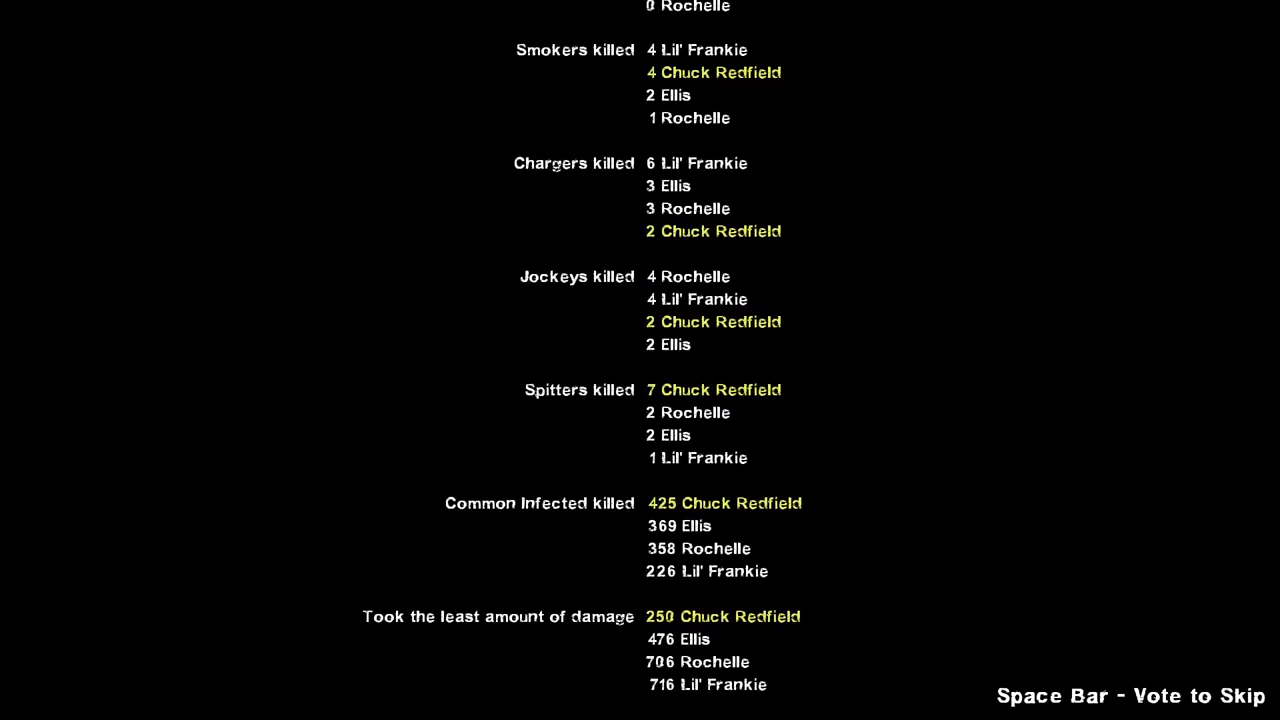 0 Rochelle
Smokers killed 4 Lil' Frankie
4 Chuck Redfield
2 Ellis
1 Rochelle
Chargers killed 6 Lil' Frankie
3 Ellis
3 Rochelle
2 Chuck Redfield
Jockeys killed 4 Rochelle
4 Lil' Frankie
2 Chuck Redfield
2 Ellis
Spitters killed 7 Chuck Redfield
2 Rochelle
2 Ellis
1 Lil' Frankie
Common Infected killed 425 Chuck Redfield
369 Ellis
358 Rochelle
226 Lil' Frankie
Took the least amount of damage 250 Chuck Redfield
476 Ellis
706 Rochelle
716 Lil' Frankie
Space Bar - Vote to Skip